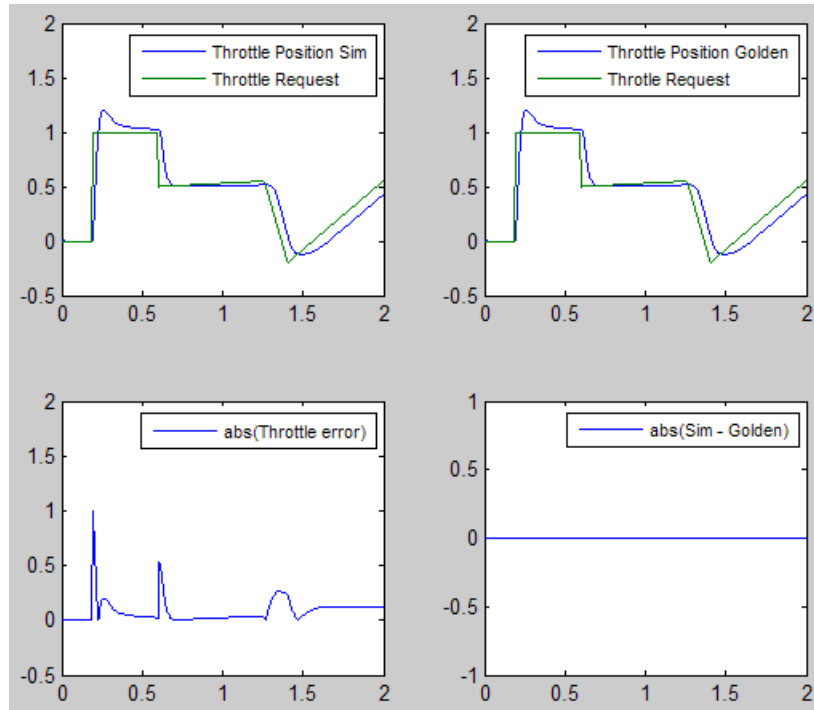 2
1.5
1
0.5
0
-0.5
0 0.5 1 1.5 2
Throttle Position Sim
Throttle Request
2
1.5
1
0.5
0
-0.5
0 0.5 1 1.5 2
Throttle Position Golden
Throtle Request
2
1.5
1
0.5
0
-0.5
0 0.5 1 1.5 2
abs(Throttle error)
1
0.5
0
-0.5
-1
0 0.5 1 1.5 2
abs(Sim - Golden)